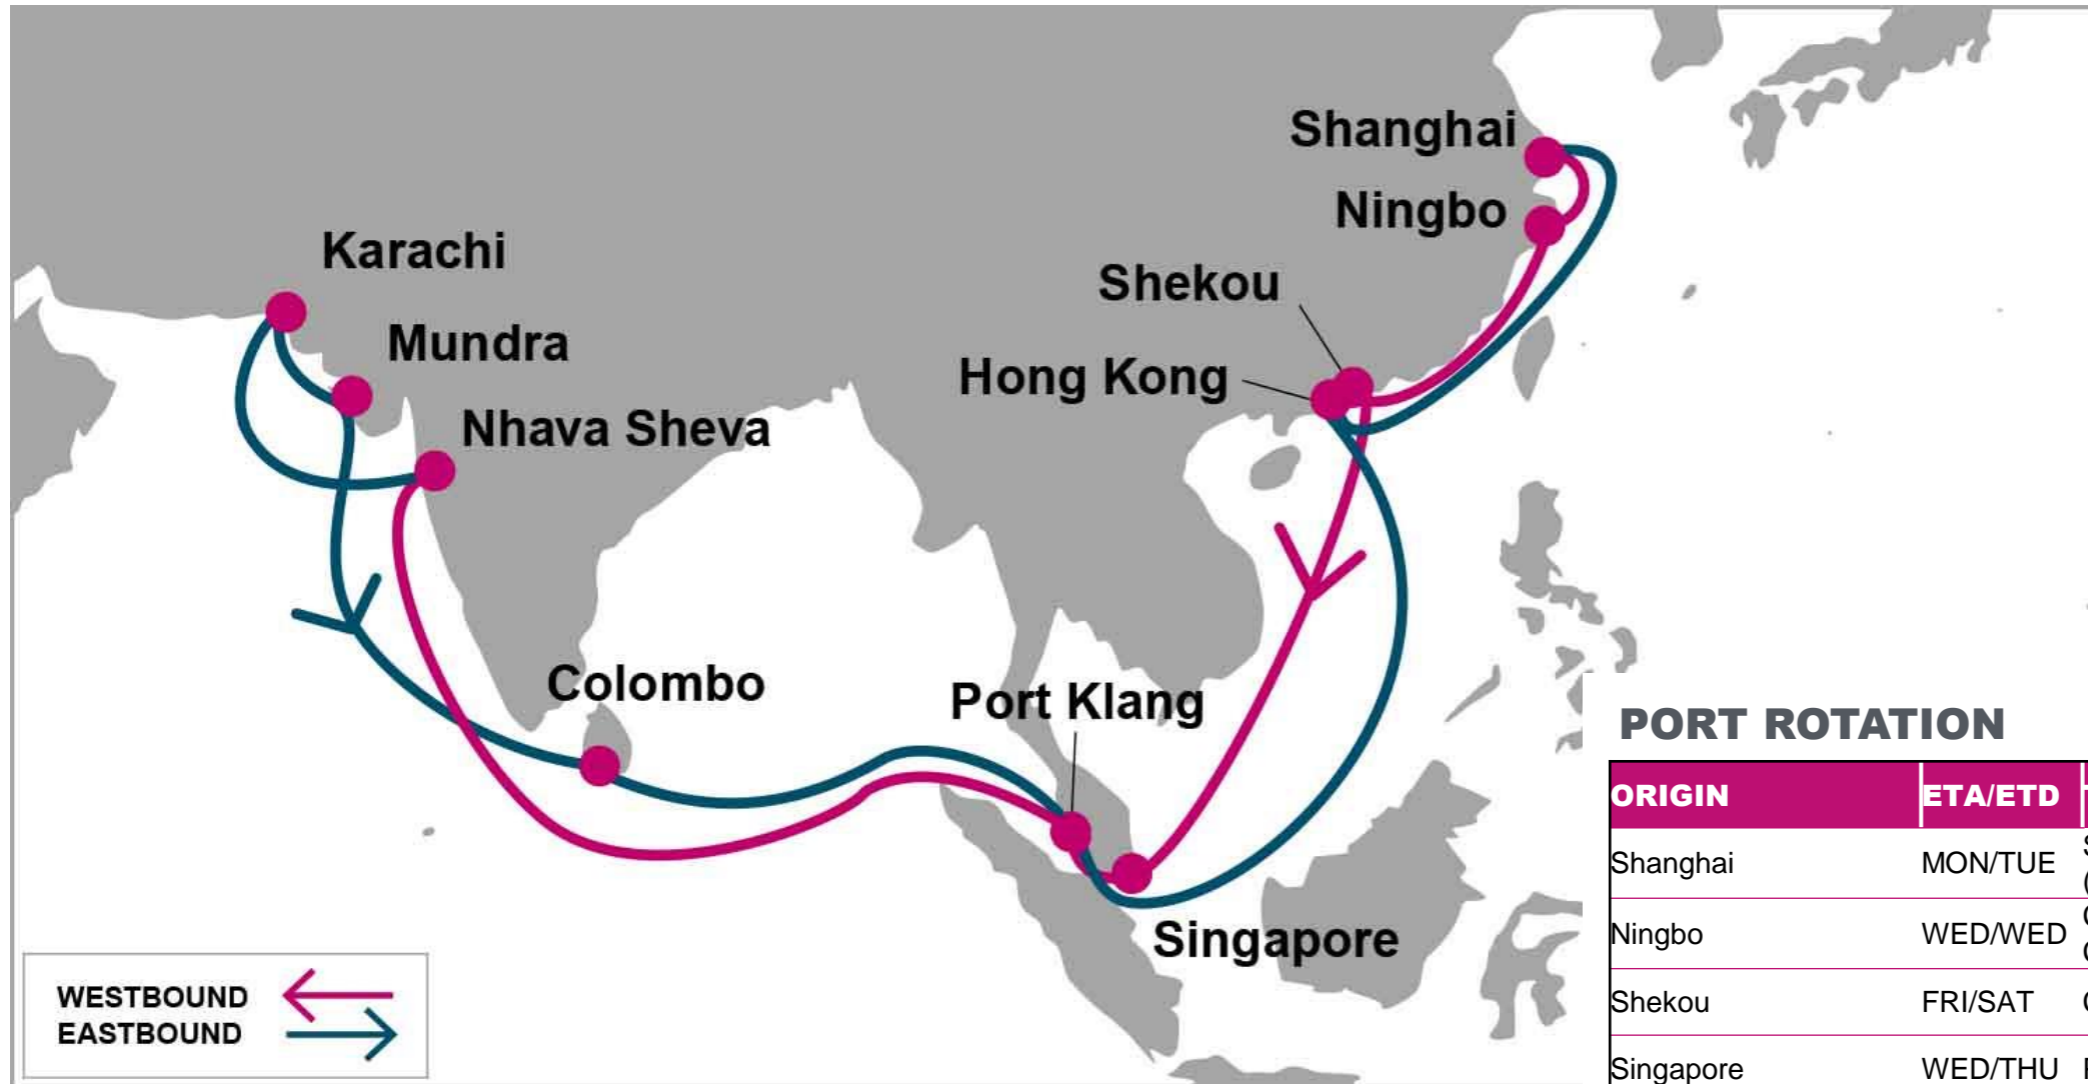 Shanghai
Ningbo
Karachi
Shekou
Mundra
Hong Kong
Nhava Sheva
Colombo
Port Klang
Singapore
WESTBOUND
EASTBOUND
PORT ROTATION
ORIGIN ETA/ETD
Shanghai MON/TUE
Ningbo WED/WED
Shekou FRI/SAT
Singapore WED/THU